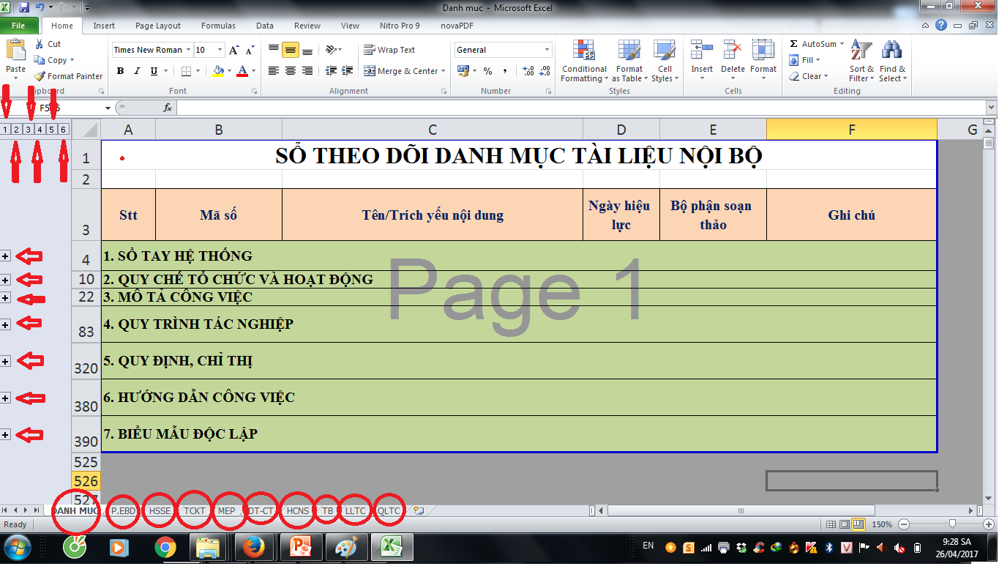 Danh muc - Microsoft Excel
File Home Insert Page Layout Formulas Data Review View Nitro Pro 9 novaPDF
Paste
Cut
Copy
Format Painter
Times New Roman 10
B I U
Wrap Text
Merge & Center
General
%
Conditional Formatting
Format as Table
Cell Styles
Insert
Delete
Format
AutoSum
Fill
Clear
Sort & Filter
Find & Select
Font Alignment Number Styles Cells Editing
fx
1 2 3 4 5 6
A B C D E F G
1 SỔ THEO DÕI DANH MỤC TÀI LIỆU NỘI BỘ
2
3 Stt Mã số Tên/Trích yếu nội dung Ngày hiệu lực Bộ phận soạn thảo Ghi chú
4 1. SỔ TAY HỆ THỐNG
10 2. QUY CHẾ TỔ CHỨC VÀ HOẠT ĐỘNG
22 3. MÔ TẢ CÔNG VIỆC
83 4. QUY TRÌNH TÁC NGHIỆP
320 5. QUY ĐỊNH, CHỈ THỊ
380 6. HƯỚNG DẪN CÔNG VIỆC
390 7. BIỂU MẪU ĐỘC LẬP
Page 1
525
526
527
DANH MUC P.EBD HSSE TCKT MEP DT-CT HCNS TB LLTC QLTC
Ready 150%
EN 9:28 SA
26/04/2017